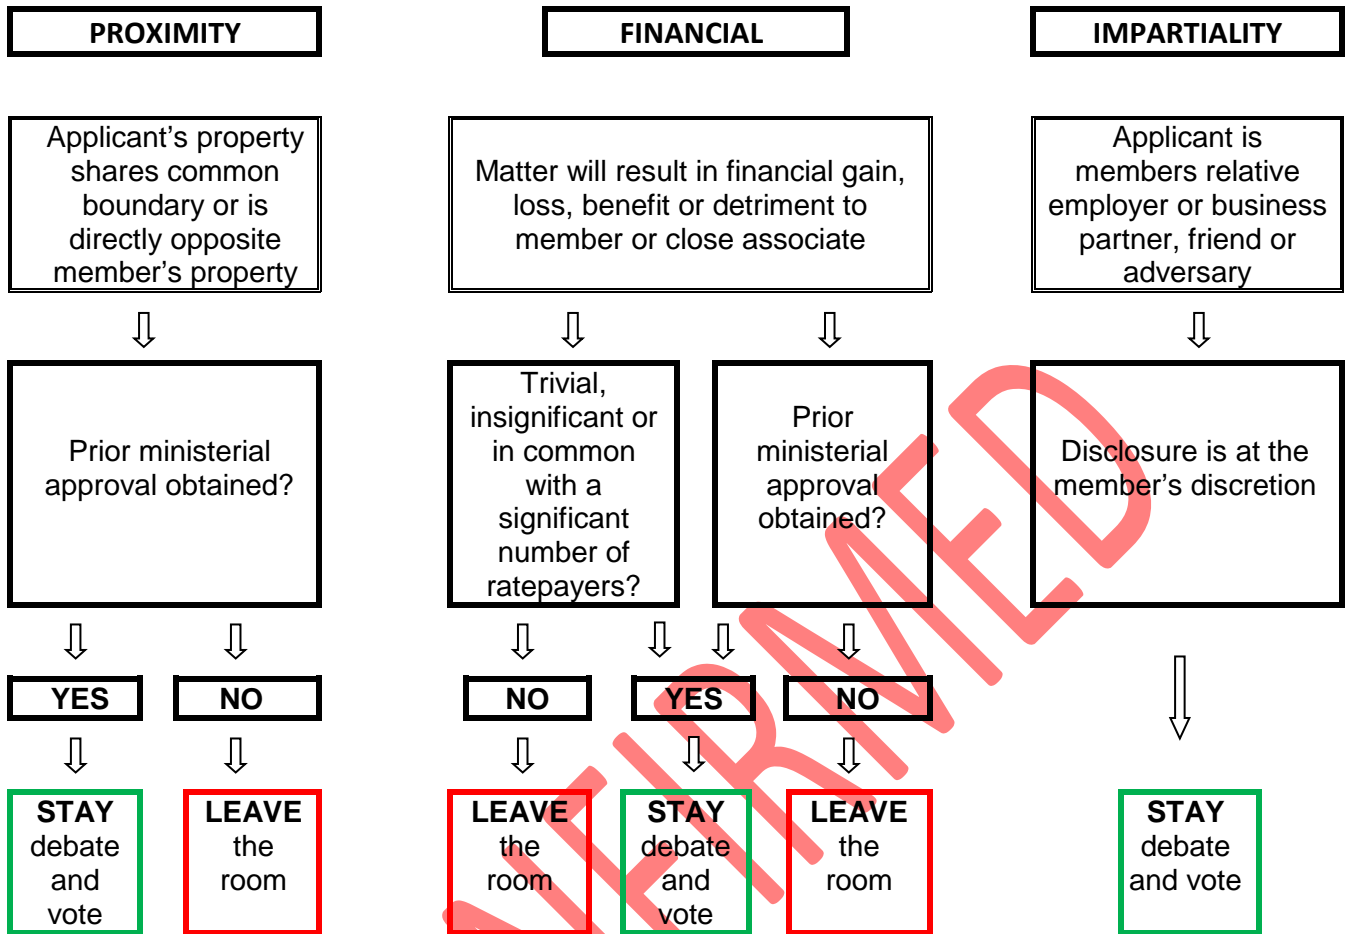 PROXIMITY
FINANCIAL
IMPARTIALITY
Applicant’s property
shares common
boundary or is
directly opposite
member’s property
Matter will result in financial gain,
loss, benefit or detriment to
member or close associate
Applicant is
members relative
employer or business
partner, friend or
adversary
Prior ministerial
approval obtained?
Trivial,
insignificant or
in common
with a
significant
number of
ratepayers?
Prior
ministerial
approval
obtained?
Disclosure is at the
member’s discretion
YES
NO
NO
YES
NO
STAY
debate
and
vote
LEAVE
the
room
LEAVE
the
room
STAY
debate
and
vote
LEAVE
the
room
STAY
debate
and vote